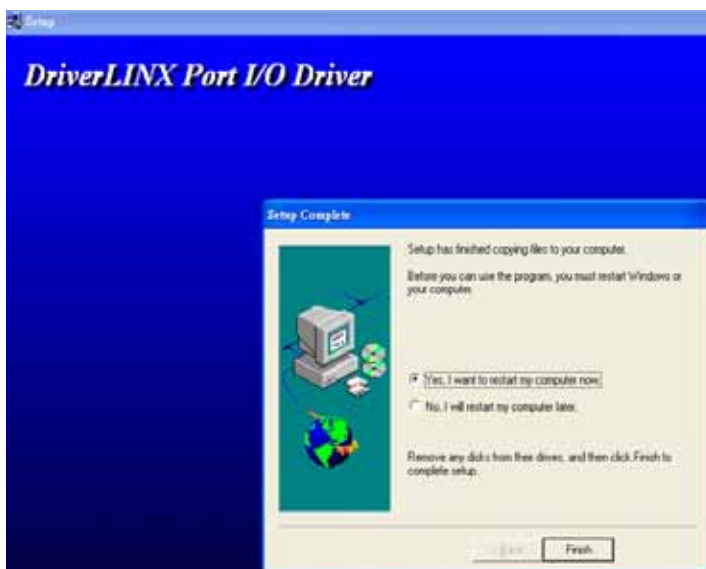 Setup
DriverLINX Port I/O Driver
Setup Complete
Setup has finished copying files to your computer.
Before you can use the program, you must restart Windows or
your computer.
Yes, I want to restart my computer now.
No, I will restart my computer later.
Remove any disks from their drives, and then click Finish to
complete setup.
Finish